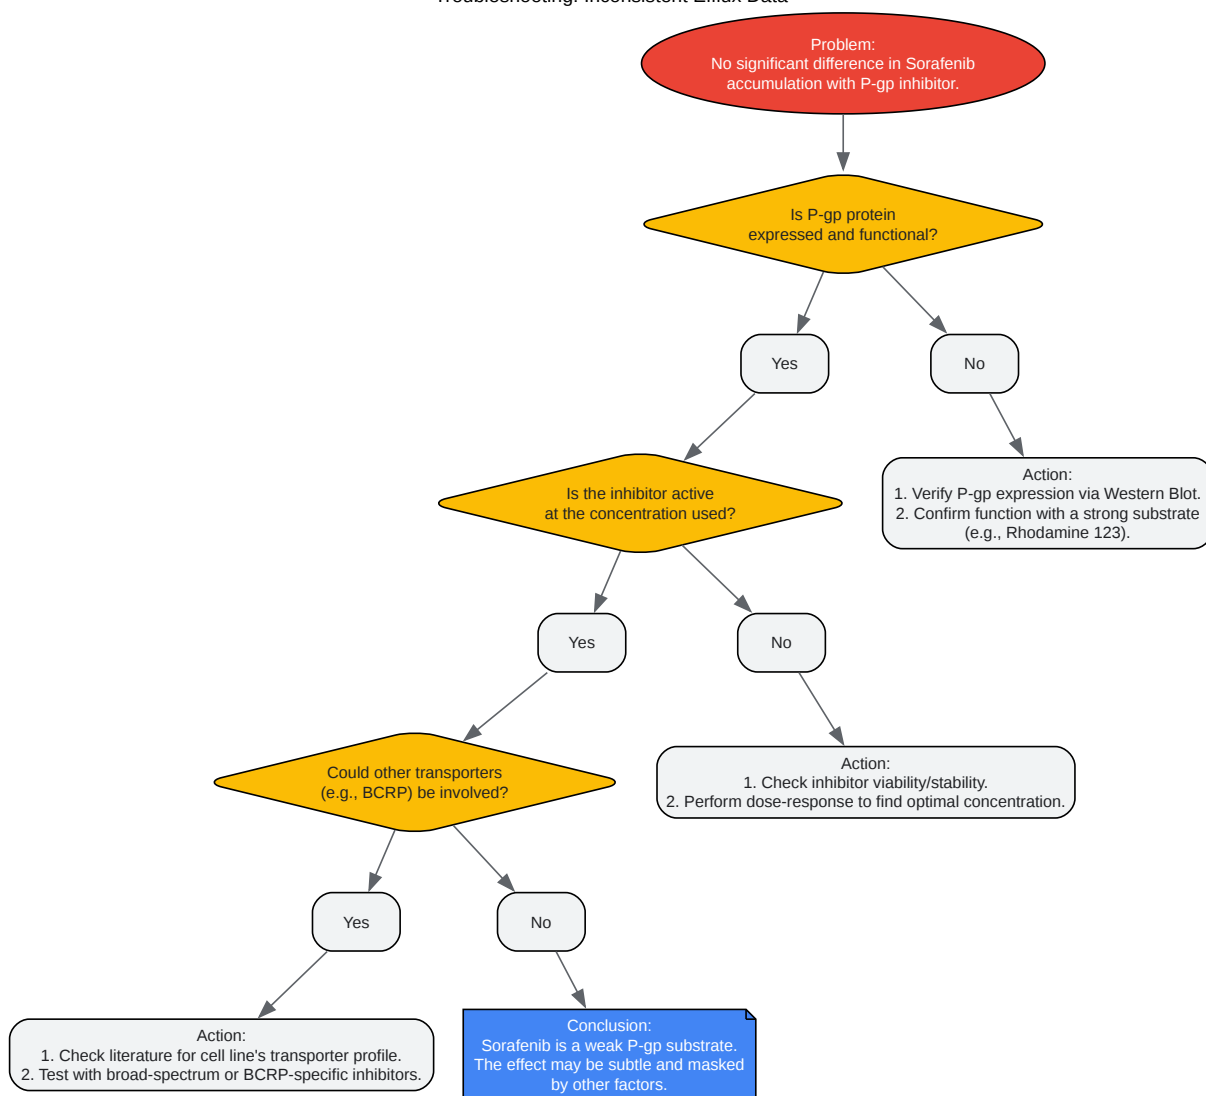 Troubleshooting: Inconsistent Efflux Data
Problem:
No significant difference in Sorafenib
accumulation with P-gp inhibitor.
Is P-gp protein
expressed and functional?
Yes
No
Action:
1. Verify P-gp expression via Western Blot.
2. Confirm function with a strong substrate
(e.g., Rhodamine 123).
Is the inhibitor active
at the concentration used?
Yes
No
Action:
1. Check inhibitor viability/stability.
2. Perform dose-response to find optimal concentration.
Could other transporters
(e.g., BCRP) be involved?
Yes
No
Action:
1. Check literature for cell line's transporter profile.
2. Test with broad-spectrum or BCRP-specific inhibitors.
Conclusion:
Sorafenib is a weak P-gp substrate.
The effect may be subtle and masked
by other factors.